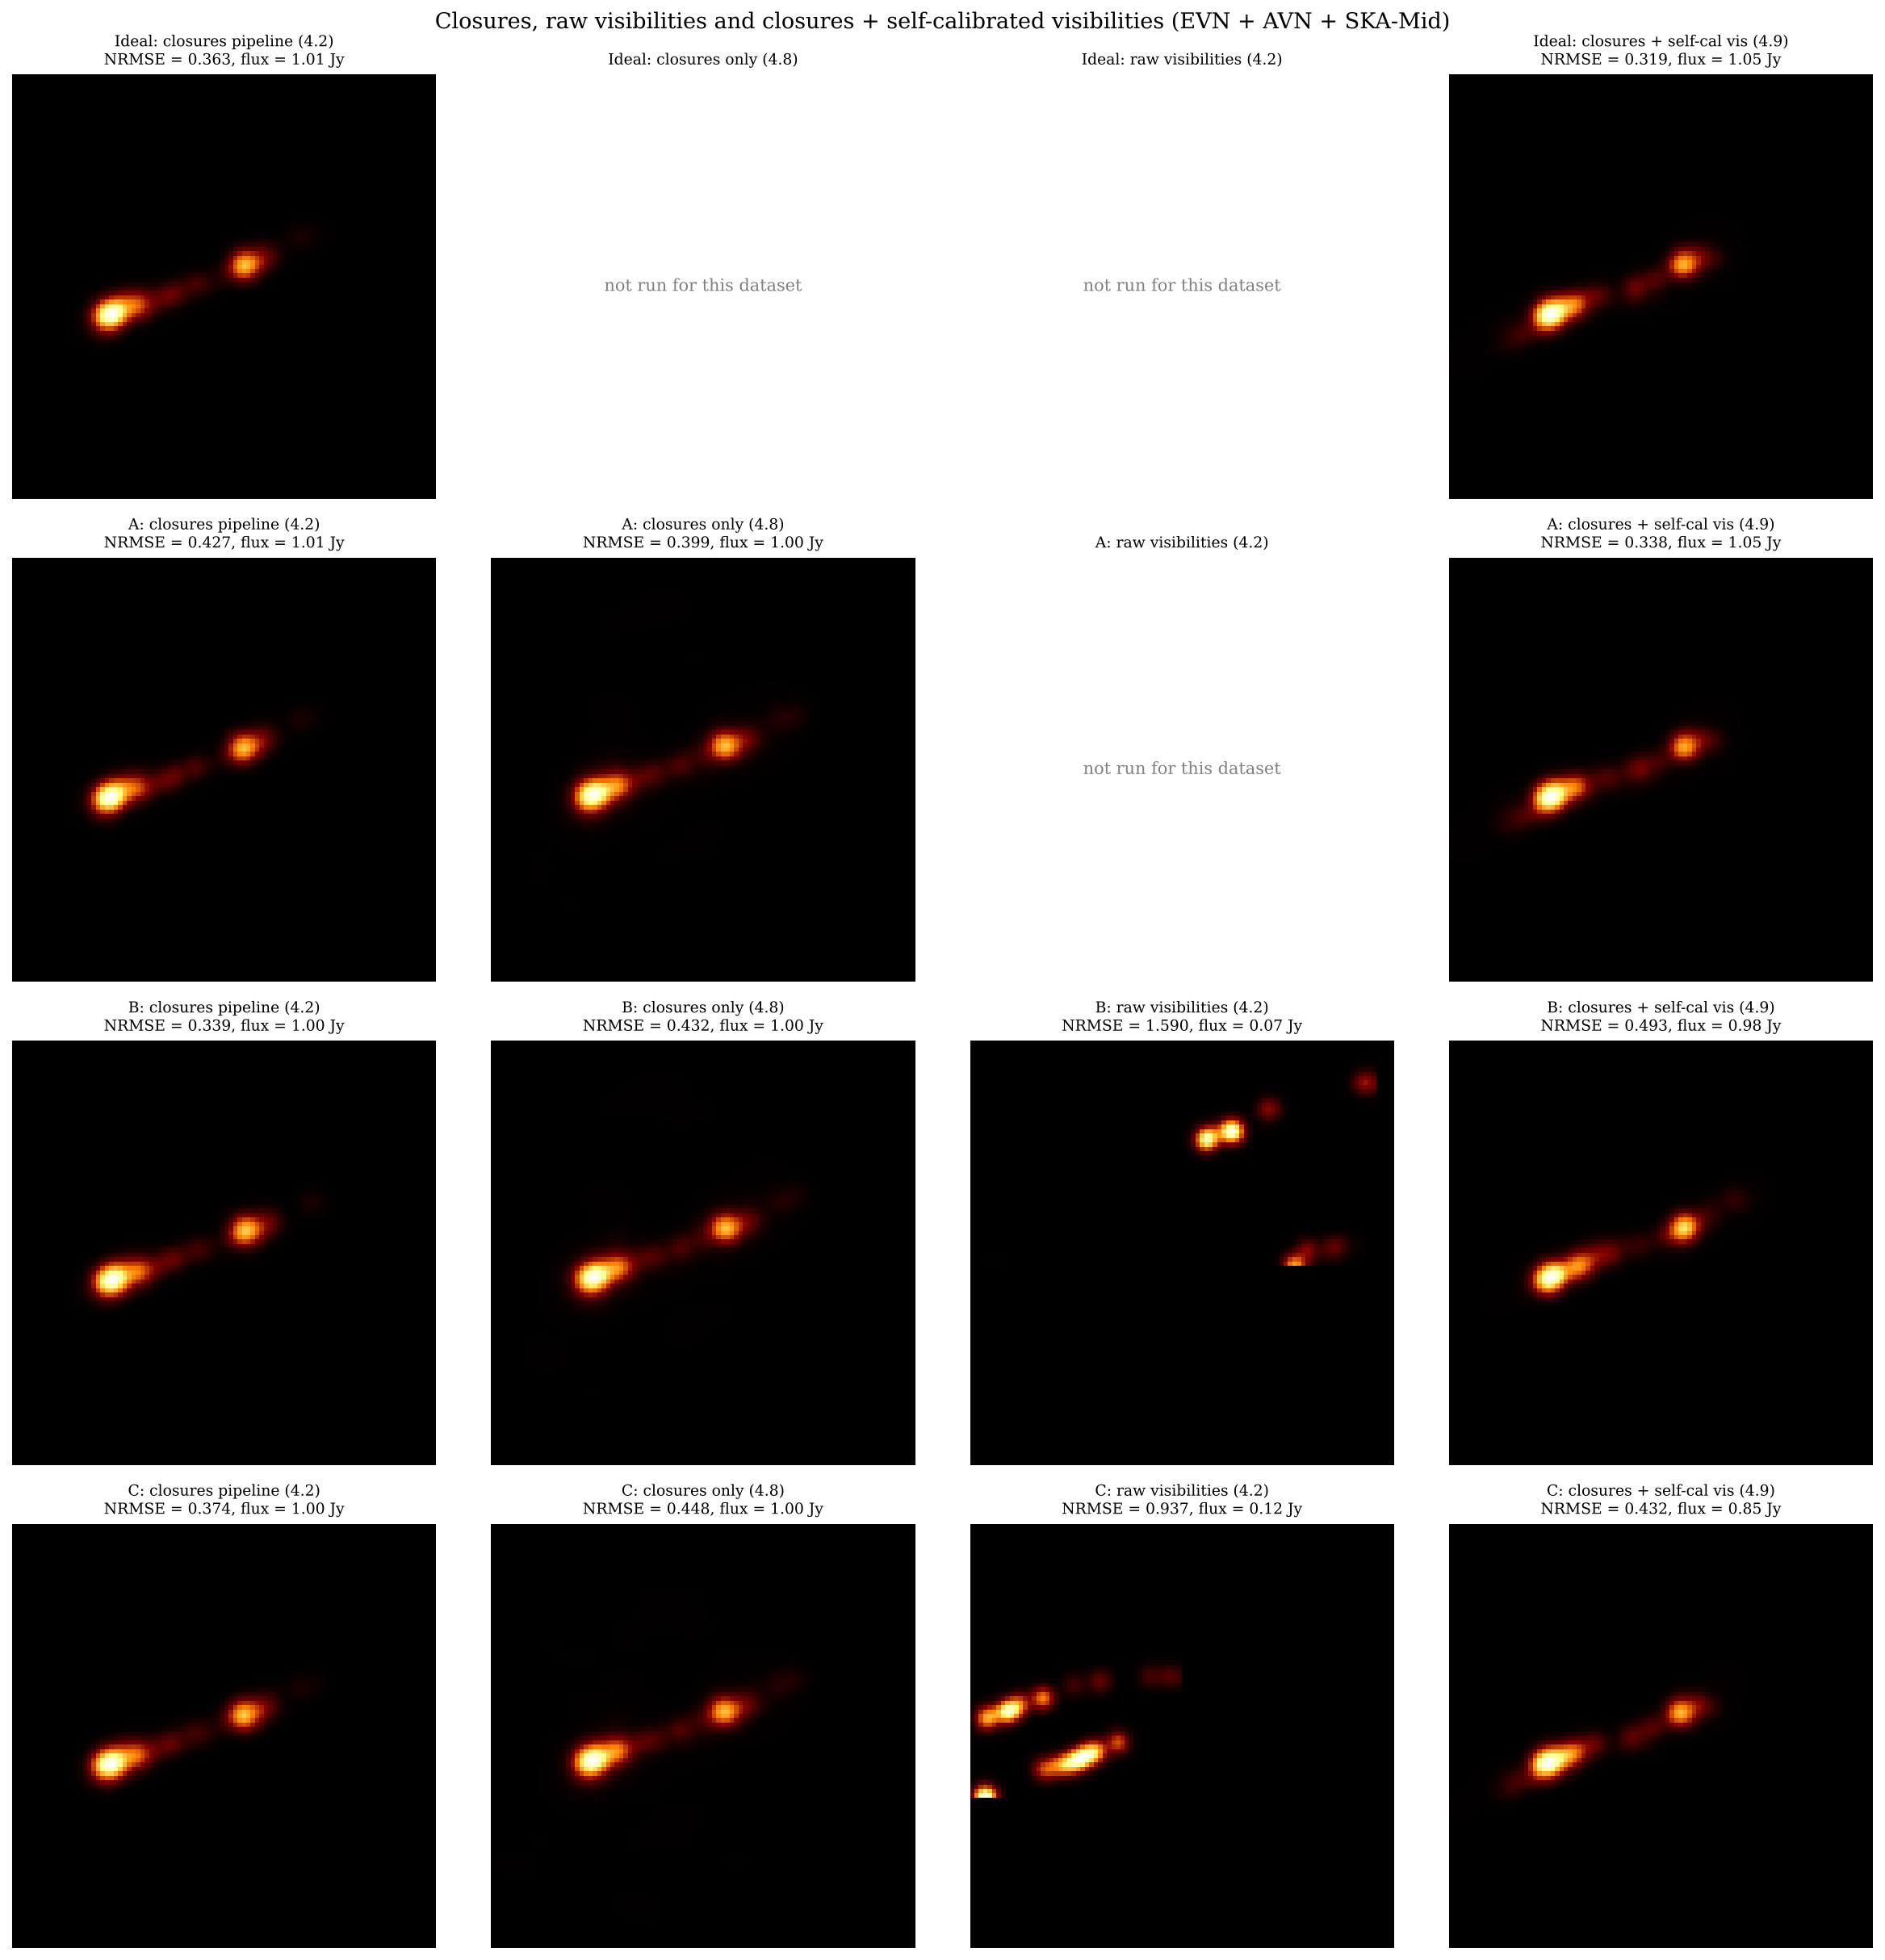 Closures, raw visibilities and closures + self-calibrated visibilities (EVN + AVN + SKA-Mid)
Ideal: closures pipeline (4.2)
NRMSE = 0.363, flux = 1.01 Jy
Ideal: closures only (4.8)
not run for this dataset
Ideal: raw visibilities (4.2)
not run for this dataset
Ideal: closures + self-cal vis (4.9)
NRMSE = 0.319, flux = 1.05 Jy
A: closures pipeline (4.2)
NRMSE = 0.427, flux = 1.01 Jy
A: closures only (4.8)
NRMSE = 0.399, flux = 1.00 Jy
A: raw visibilities (4.2)
not run for this dataset
A: closures + self-cal vis (4.9)
NRMSE = 0.338, flux = 1.05 Jy
B: closures pipeline (4.2)
NRMSE = 0.339, flux = 1.00 Jy
B: closures only (4.8)
NRMSE = 0.432, flux = 1.00 Jy
B: raw visibilities (4.2)
NRMSE = 1.590, flux = 0.07 Jy
B: closures + self-cal vis (4.9)
NRMSE = 0.493, flux = 0.98 Jy
C: closures pipeline (4.2)
NRMSE = 0.374, flux = 1.00 Jy
C: closures only (4.8)
NRMSE = 0.448, flux = 1.00 Jy
C: raw visibilities (4.2)
NRMSE = 0.937, flux = 0.12 Jy
C: closures + self-cal vis (4.9)
NRMSE = 0.432, flux = 0.85 Jy